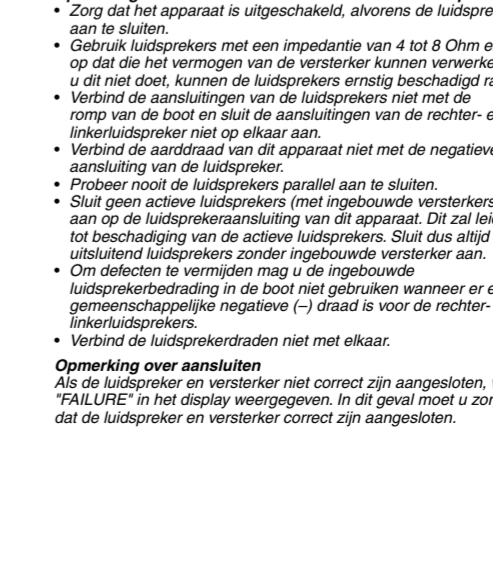 • Zorg dat het apparaat is uitgeschakeld, alvorens de luidspre
aan te sluiten.
• Gebruik luidsprekers met een impedantie van 4 tot 8 Ohm e
op dat die het vermogen van de versterker kunnen verwerke
u dit niet doet, kunnen de luidsprekers ernstig beschadigd ra
• Verbind de aansluitingen van de luidsprekers niet met de
romp van de boot en sluit de aansluitingen van de rechter- e
linkerluidspreker niet op elkaar aan.
• Verbind de aarddraad van dit apparaat niet met de negatieve
aansluiting van de luidspreker.
• Probeer nooit de luidsprekers parallel aan te sluiten.
• Sluit geen actieve luidsprekers (met ingebouwde versterkers
aan op de luidsprekeraansluiting van dit apparaat. Dit zal leid
tot beschadiging van de actieve luidsprekers. Sluit dus altijd
uitsluitend luidsprekers zonder ingebouwde versterker aan.
• Om defecten te vermijden mag u de ingebouwde
luidsprekerbedrading in de boot niet gebruiken wanneer er e
gemeenschappelijke negatieve (–) draad is voor de rechter-
linkerluidsprekers.
• Verbind de luidsprekerdraden niet met elkaar.
Opmerking over aansluiten
Als de luidspreker en versterker niet correct zijn aangesloten,
"FAILURE" in het display weergegeven. In dit geval moet u zor
dat de luidspreker en versterker correct zijn aangesloten.